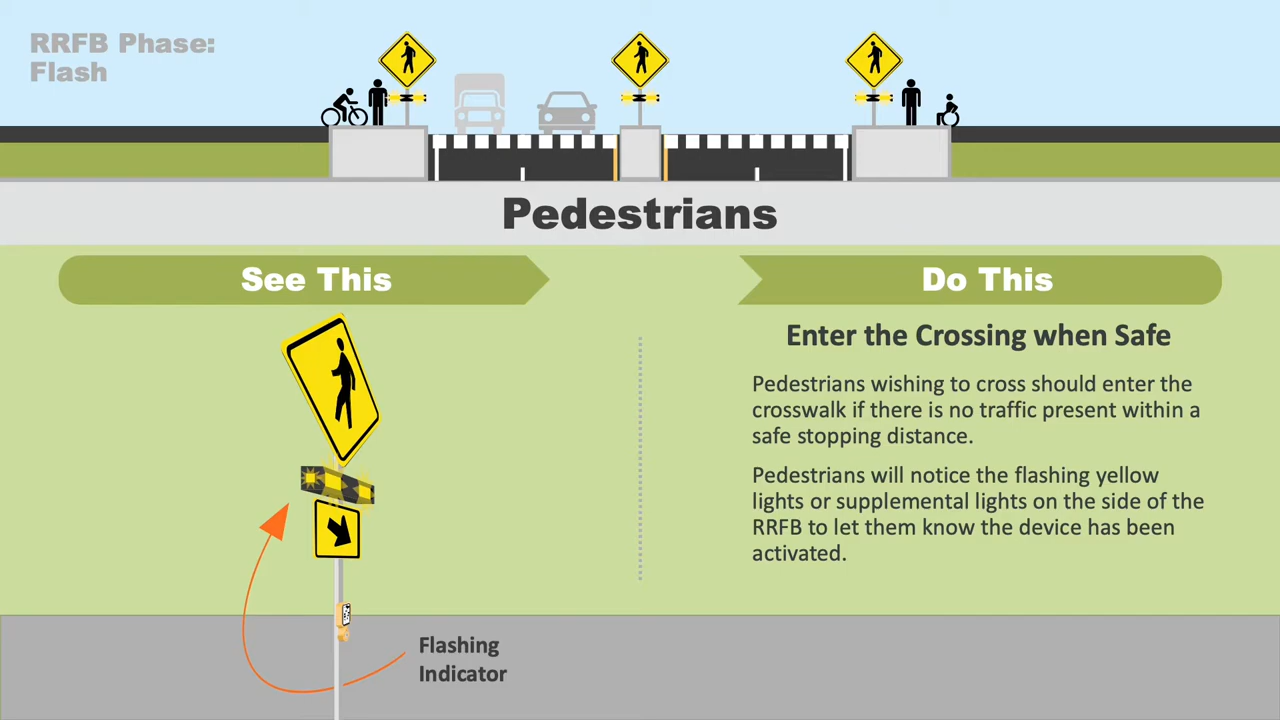 RRFB Phase:
Flash
Pedestrians
See This
Do This
Enter the Crossing when Safe
Pedestrians wishing to cross should enter the
crosswalk if there is no traffic present within a
safe stopping distance.
Pedestrians will notice the flashing yellow
lights or supplemental lights on the side of the
RRFB to let them know the device has been
activated.
Flashing
Indicator